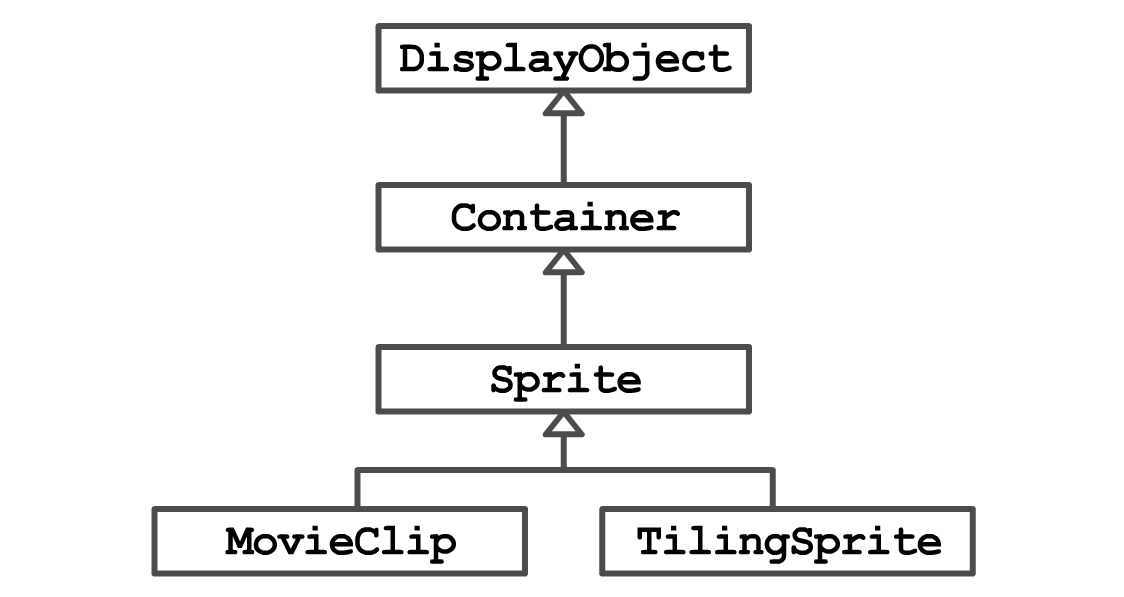 DisplayObject
Container
Sprite
MovieClip
TilingSprite